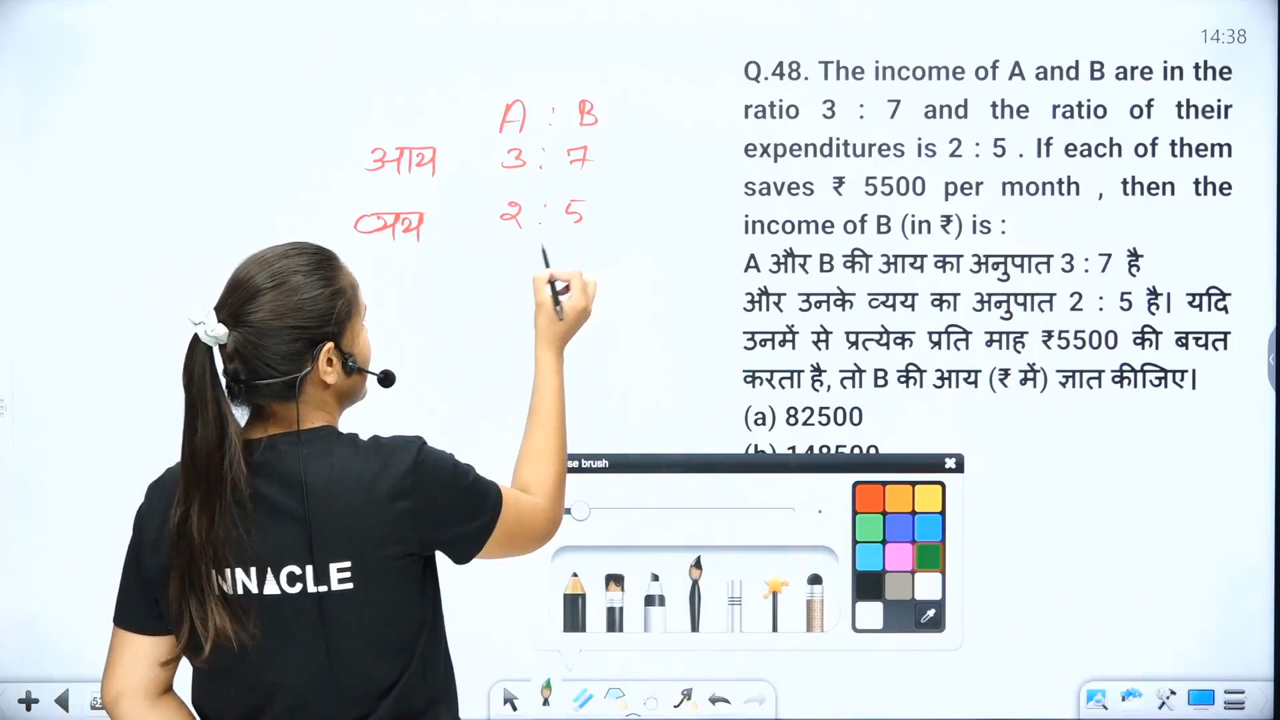 14:38
Q.48. The income of A and B are in the
ratio 3 : 7 and the ratio of their
expenditures is 2 : 5 . If each of them
saves ₹ 5500 per month , then the
income of B (in ₹) is :
A और B की आय का अनुपात 3 : 7 है
और उनके व्यय का अनुपात 2 : 5 है। यदि
उनमें से प्रत्येक प्रति माह ₹5500 की बचत
करता है, तो B की आय (₹ में) ज्ञात कीजिए।
(a) 82500
(b) 148500
A : B
आय 3 : 7
व्यय 2 : 5
se brush
NNACLE
52